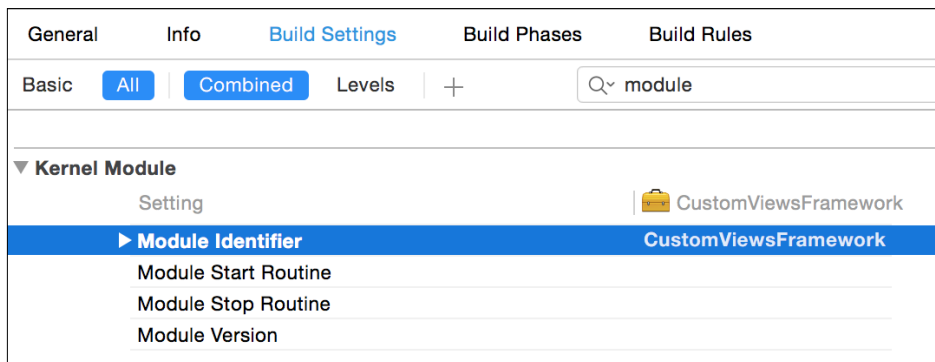 General Info Build Settings Build Phases Build Rules
Basic All Combined Levels module
Kernel Module
Setting CustomViewsFramework
Module Identifier CustomViewsFramework
Module Start Routine
Module Stop Routine
Module Version